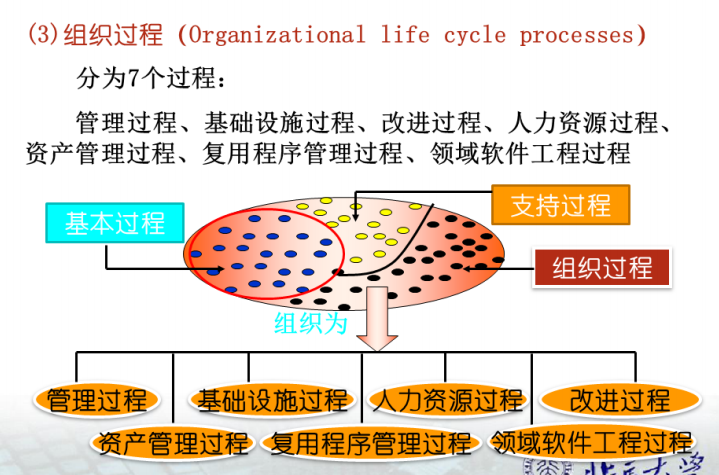 (3)组织过程（Organizational life cycle processes）
分为7个过程：
管理过程、基础设施过程、改进过程、人力资源过程、
资产管理过程、复用程序管理过程、领域软件工程过程
支持过程
基本过程
组织过程
组织为
管理过程
基础设施过程
人力资源过程
改进过程
资产管理过程
复用程序管理过程
领域软件工程过程